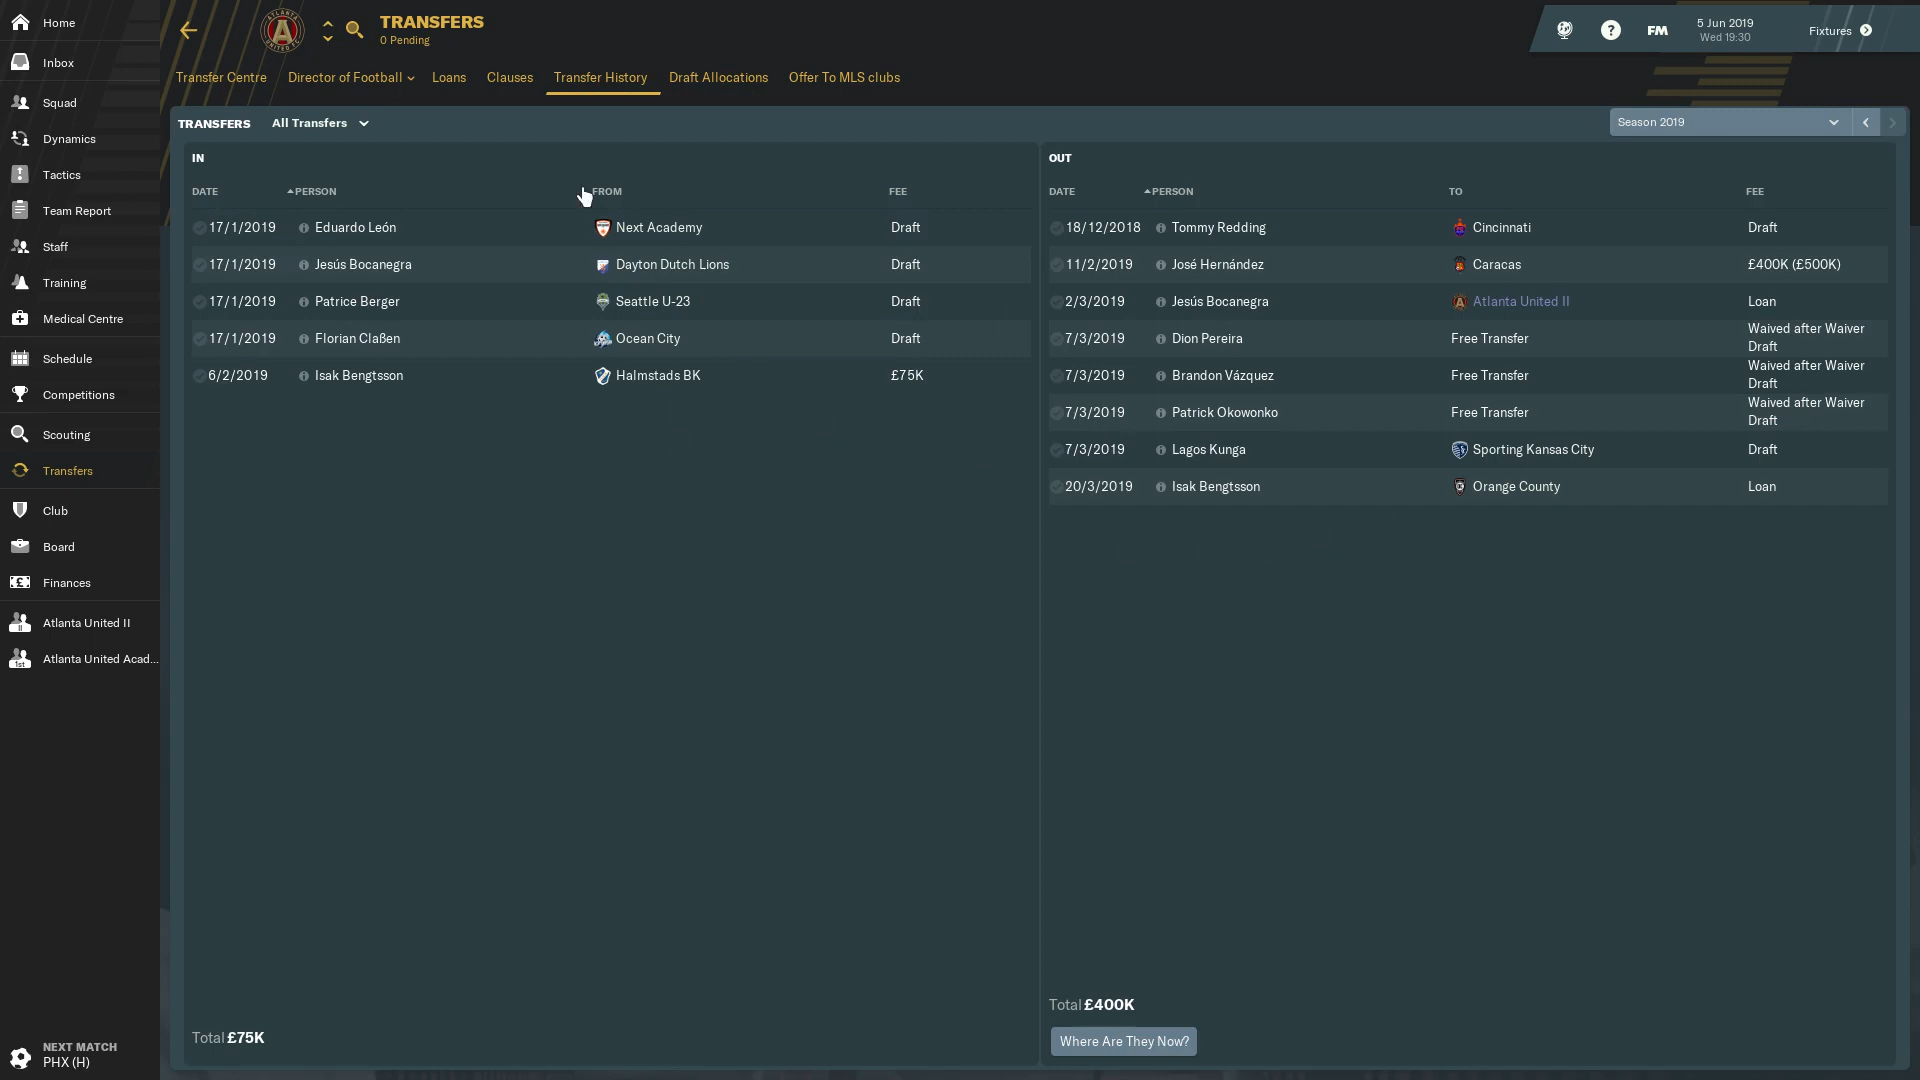 Home
Inbox
Squad
Dynamics
Tactics
Team Report
Staff
Training
Medical Centre
Schedule
Competitions
Scouting
Transfers
Club
Board
Finances
Atlanta United II
Atlanta United Acad...
NEXT MATCH
PHX (H)
TRANSFERS
0 Pending
FM
5 Jun 2019
Wed 19:30
Fixtures
Transfer Centre Director of Football Loans Clauses Transfer History Draft Allocations Offer To MLS clubs
TRANSFERS All Transfers
Season 2019
IN
DATE PERSON FROM FEE
17/1/2019 Eduardo León Next Academy Draft
17/1/2019 Jesús Bocanegra Dayton Dutch Lions Draft
17/1/2019 Patrice Berger Seattle U-23 Draft
17/1/2019 Florian Claßen Ocean City Draft
6/2/2019 Isak Bengtsson Halmstads BK £75K
Total £75K
OUT
DATE PERSON TO FEE
18/12/2018 Tommy Redding Cincinnati Draft
11/2/2019 José Hernández Caracas £400K (£500K)
2/3/2019 Jesús Bocanegra Atlanta United II Loan
7/3/2019 Dion Pereira Free Transfer Waived after Waiver
Draft
7/3/2019 Brandon Vázquez Free Transfer Waived after Waiver
Draft
7/3/2019 Patrick Okowonko Free Transfer Waived after Waiver
Draft
7/3/2019 Lagos Kunga Sporting Kansas City Draft
20/3/2019 Isak Bengtsson Orange County Loan
Total £400K
Where Are They Now?